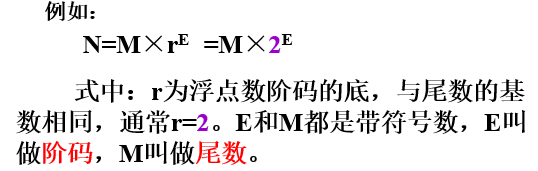 例如：
N=M×rᴱ =M×2ᴱ
式中：r为浮点数阶码的底，与尾数的基
数相同，通常r=2。E和M都是带符号数，E叫
做阶码，M叫做尾数。